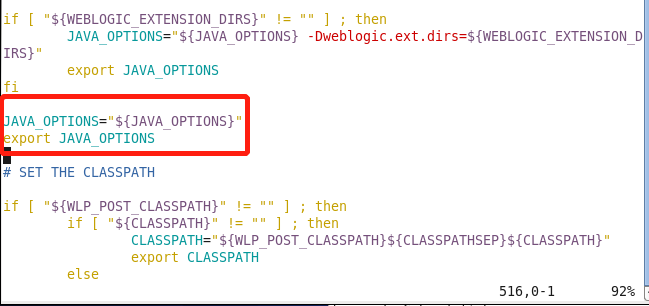 if [ "${WEBLOGIC_EXTENSION_DIRS}" != "" ] ; then
        JAVA_OPTIONS="${JAVA_OPTIONS} -Dweblogic.ext.dirs=${WEBLOGIC_EXTENSION_D
IRS}"
        export JAVA_OPTIONS
fi
JAVA_OPTIONS="${JAVA_OPTIONS}"
export JAVA_OPTIONS
# SET THE CLASSPATH
if [ "${WLP_POST_CLASSPATH}" != "" ] ; then
        if [ "${CLASSPATH}" != "" ] ; then
                CLASSPATH="${WLP_POST_CLASSPATH}${CLASSPATHSEP}${CLASSPATH}"
                export CLASSPATH
        else
516,0-1 92%